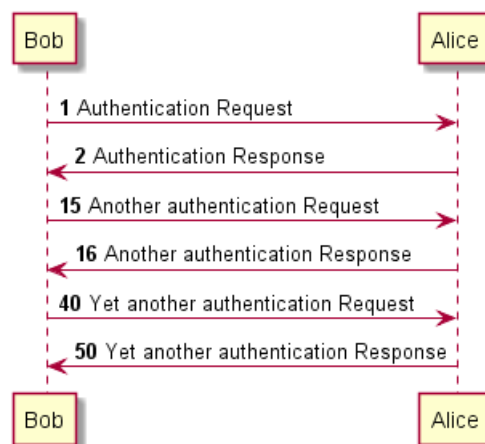 Bob
Alice
1 Authentication Request
2 Authentication Response
15 Another authentication Request
16 Another authentication Response
40 Yet another authentication Request
50 Yet another authentication Response
Bob
Alice